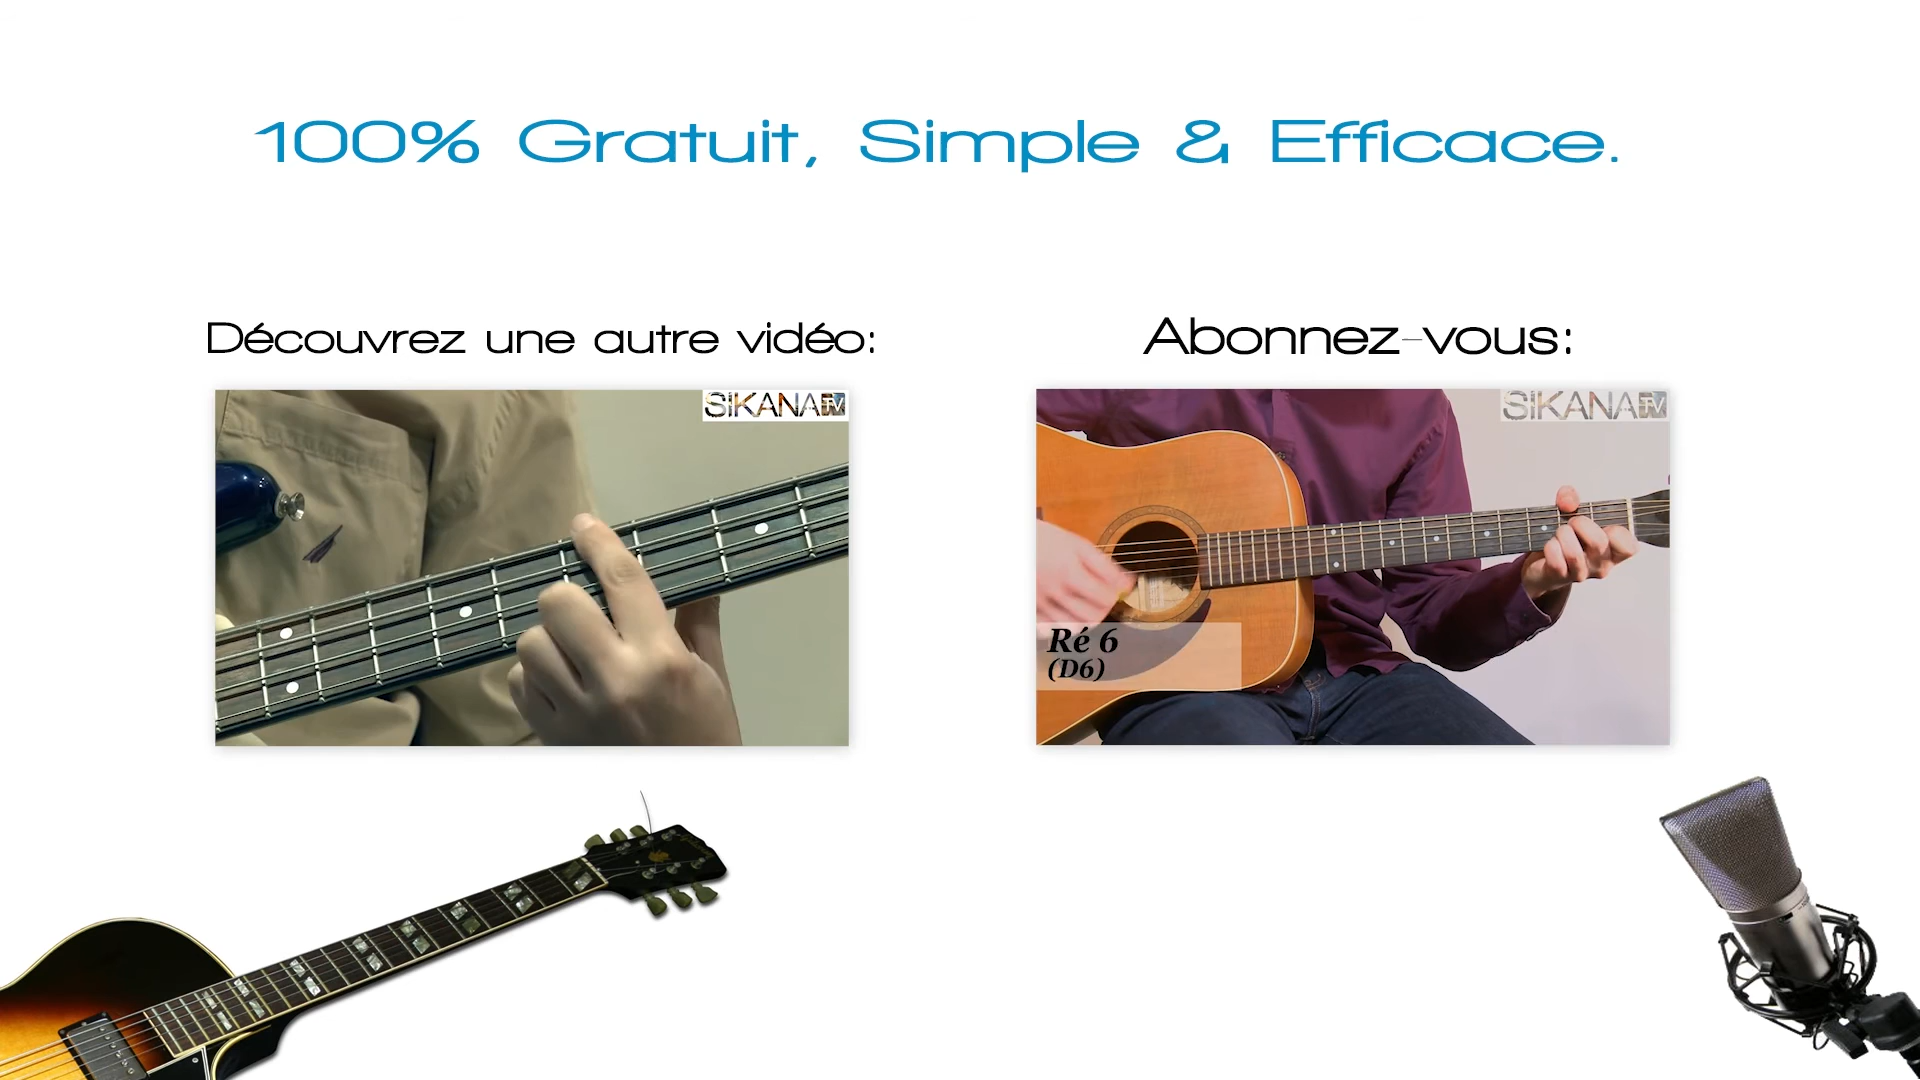 100% Gratuit, Simple & Efficace.
Découvrez une autre vidéo:
Abonnez-vous:
SIKANA TV
SIKANA TV
Ré 6
(D6)